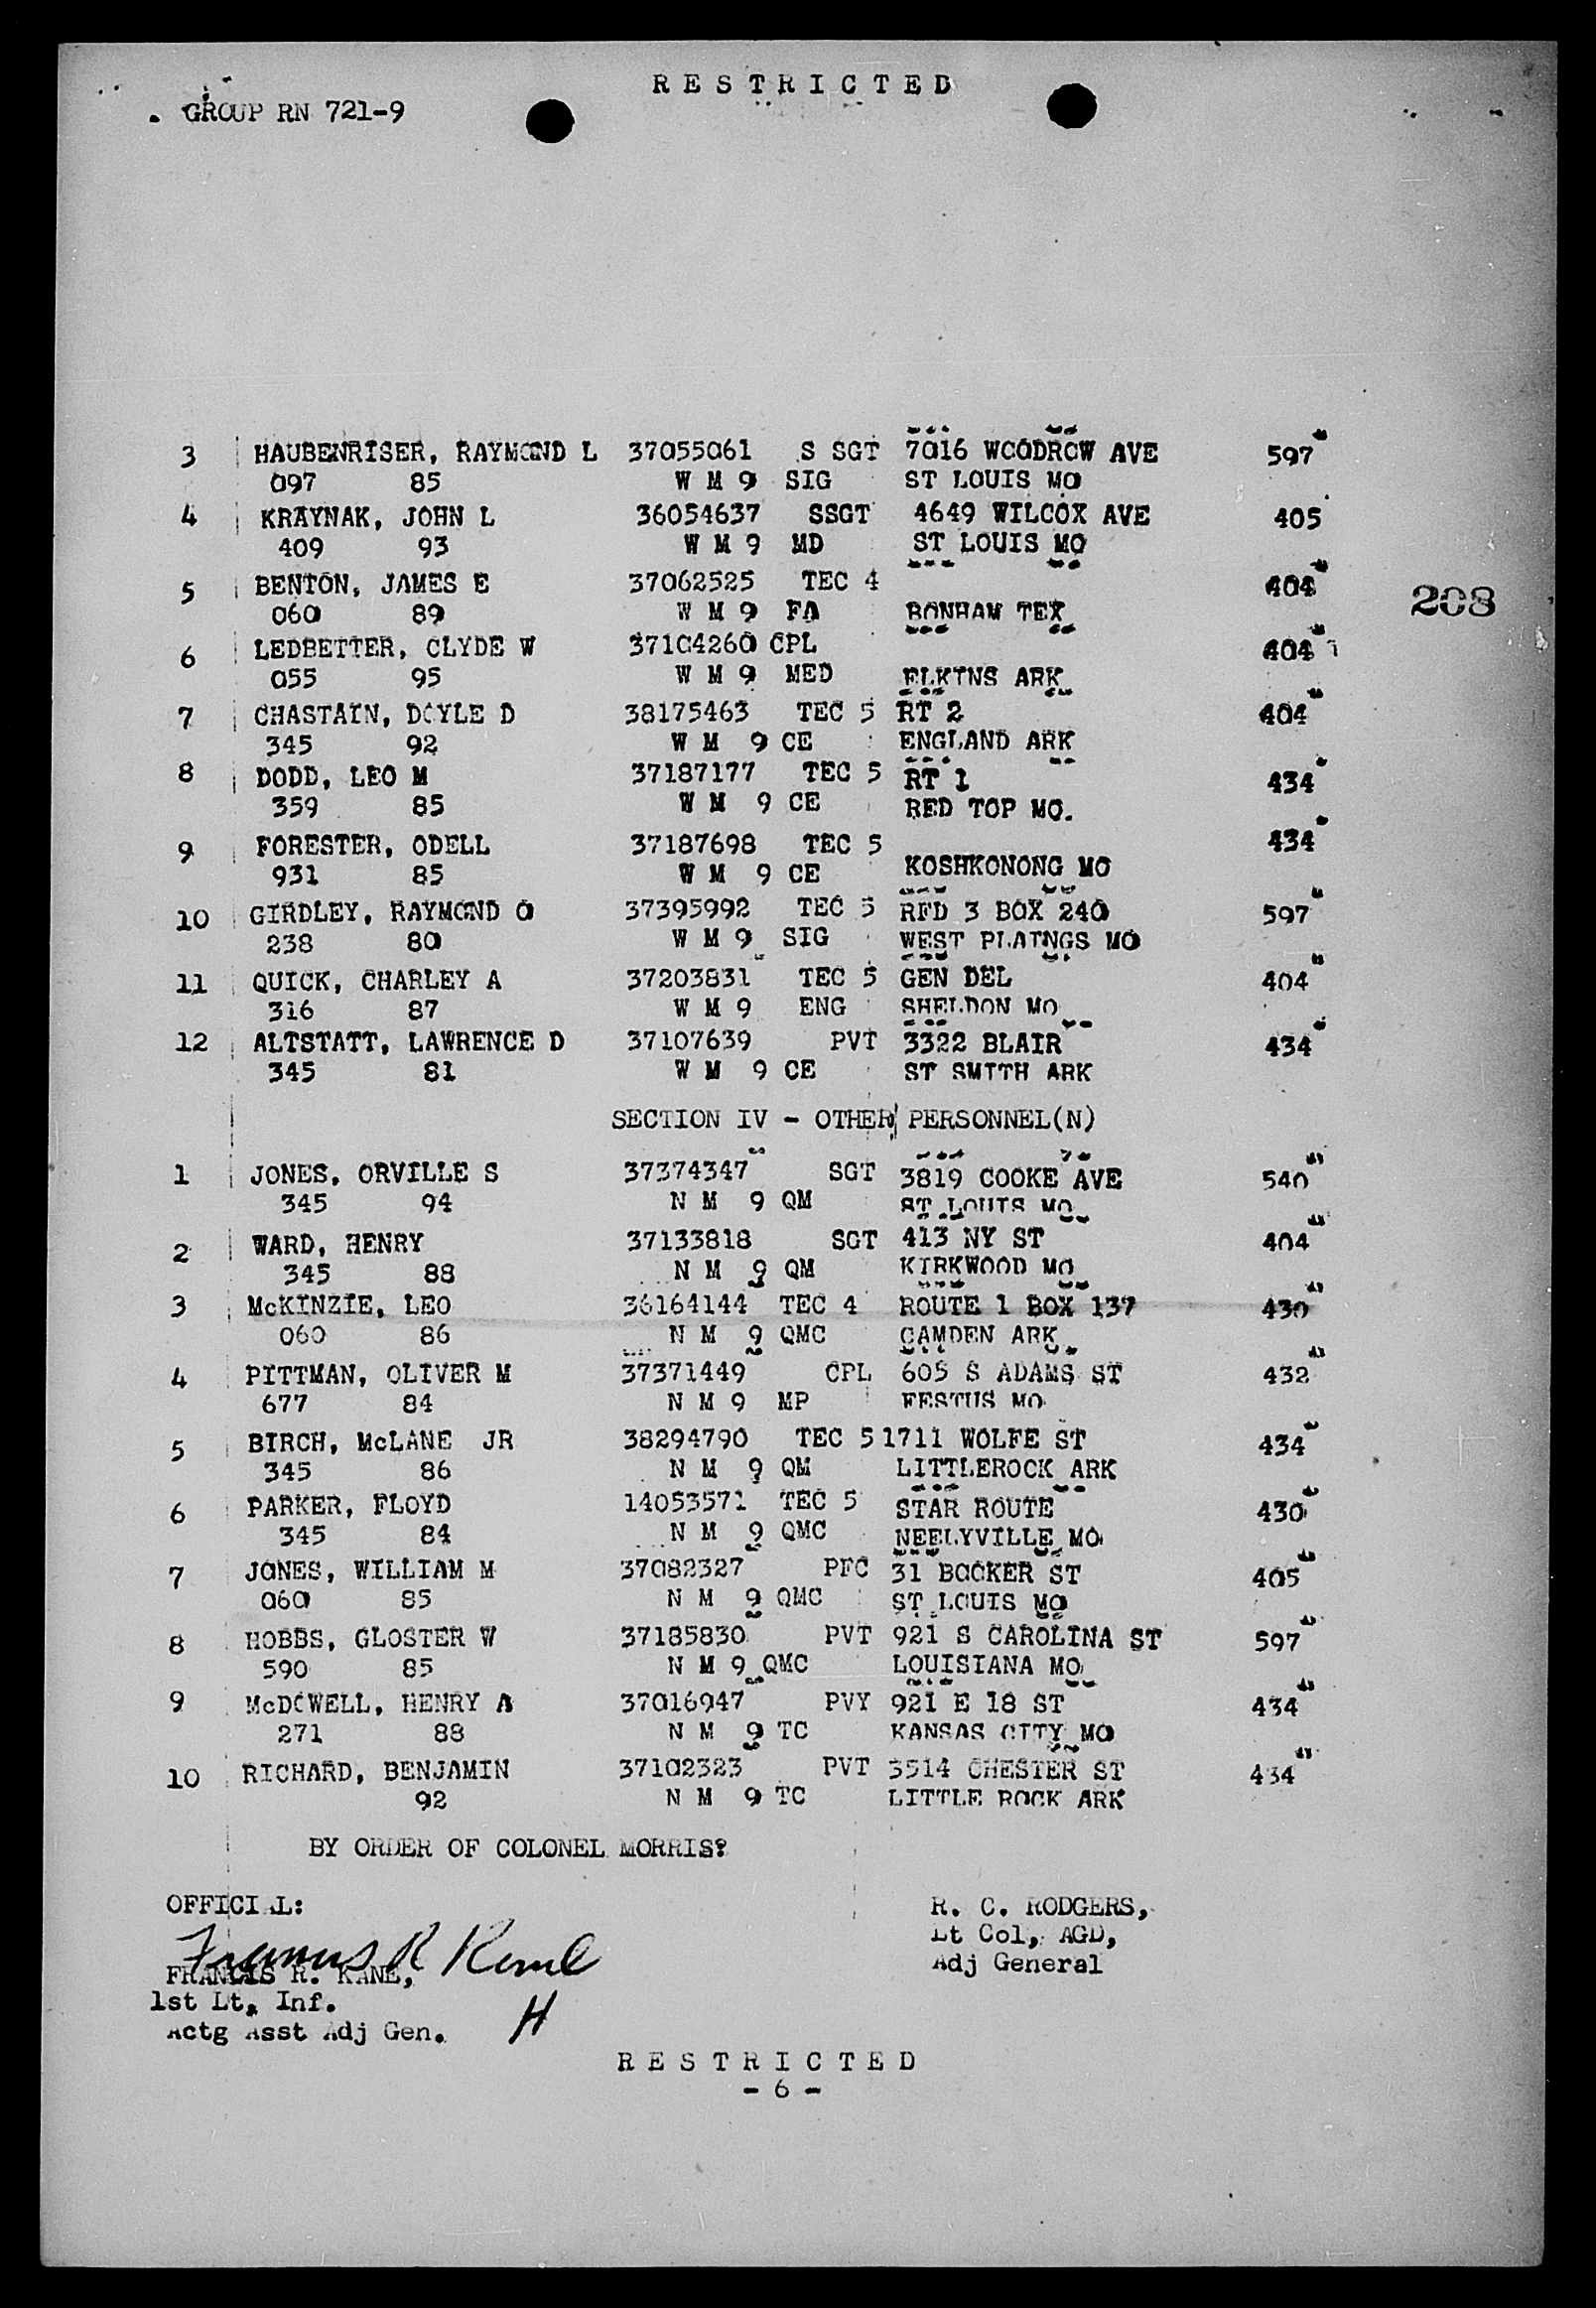 RESTRICTED
GROUP RN 721-9
3 HAUBENRISER, RAYMOND L 37055061 S SGT 7016 WOODROW AVE 597
097 85 W M 9 SIG ST LOUIS MO
4 KRAYNAK, JOHN L 36054637 SSGT 4649 WILCOX AVE 405
409 93 W M 9 MD ST LOUIS MO
5 BENTON, JAMES E 37062525 TEC 4 404
208
060 89 W M 9 FA BONHAM TEX
6 LEDBETTER, CLYDE W 37104260 CPL 404
055 95 W M 9 MED ELKINS ARK
7 CHASTAIN, DOYLE D 38175463 TEC 5 RT 2 404
345 92 W M 9 CE ENGLAND ARK
8 DODD, LEO M 37187177 TEC 5 RT 1 434
359 85 W M 9 CE RED TOP MO.
9 FORESTER, ODELL 37187698 TEC 5 434
931 85 W M 9 CE KOSHKONONG MO
10 GIRDLEY, RAYMOND O 37395992 TEC 5 RFD 3 BOX 240 597
238 80 W M 9 SIG WEST PLAINGS MO
11 QUICK, CHARLEY A 37203831 TEC 5 GEN DEL 404
316 87 W M 9 ENG SHELDON MO
12 ALTSTATT, LAWRENCE D 37107639 PVT 3322 BLAIR 434
345 81 W M 9 CE ST SMITH ARK
SECTION IV - OTHER PERSONNEL(N)
1 JONES, ORVILLE S 37374347 SGT 3819 COOKE AVE 540
345 94 N M 9 QM ST LOUIS MO
2 WARD, HENRY 37133818 SGT 413 NY ST 404
345 88 N M 9 QM KIRKWOOD MO
3 McKINZIE, LEO 36164144 TEC 4 ROUTE 1 BOX 137 430
060 86 N M 9 QMC CAMDEN ARK
4 PITTMAN, OLIVER M 37371449 CPL 605 S ADAMS ST 432
677 84 N M 9 MP FESTUS MO
5 BIRCH, McLANE JR 38294790 TEC 5 1711 WOLFE ST 434
345 86 N M 9 QM LITTLEROCK ARK
6 PARKER, FLOYD 14053571 TEC 5 STAR ROUTE 430
345 84 N M 9 QMC NEELYVILLE MO
7 JONES, WILLIAM M 37082327 PFC 31 BOOKER ST 405
060 85 N M 9 QMC ST LOUIS MO
8 HOBBS, GLOSTER W 37185830 PVT 921 S CAROLINA ST 597
590 85 N M 9 QMC LOUISIANA MO
9 McDOWELL, HENRY A 37016947 PVY 921 E 18 ST 434
271 88 N M 9 TC KANSAS CITY MO
10 RICHARD, BENJAMIN 37102323 PVT 3514 CHESTER ST 434
92 N M 9 TC LITTLE ROCK ARK
BY ORDER OF COLONEL MORRIS:
OFFICIAL: R. C. RODGERS,
Lt Col, AGD,
Francis R Kane Adj General
FRANCIS R. KANE,
1st Lt, Inf.
Actg Asst Adj Gen. H
RESTRICTED
- 6 -